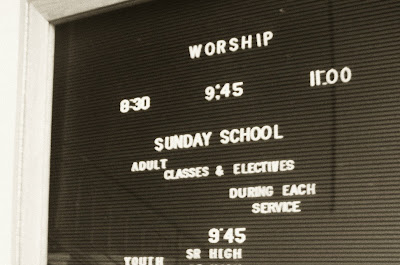 WORSHIP
8:30 9:45 11:00
SUNDAY SCHOOL
ADULT CLASSES & ELECTIVES
DURING EACH
SERVICE
9:45
YOUTH SR HIGH